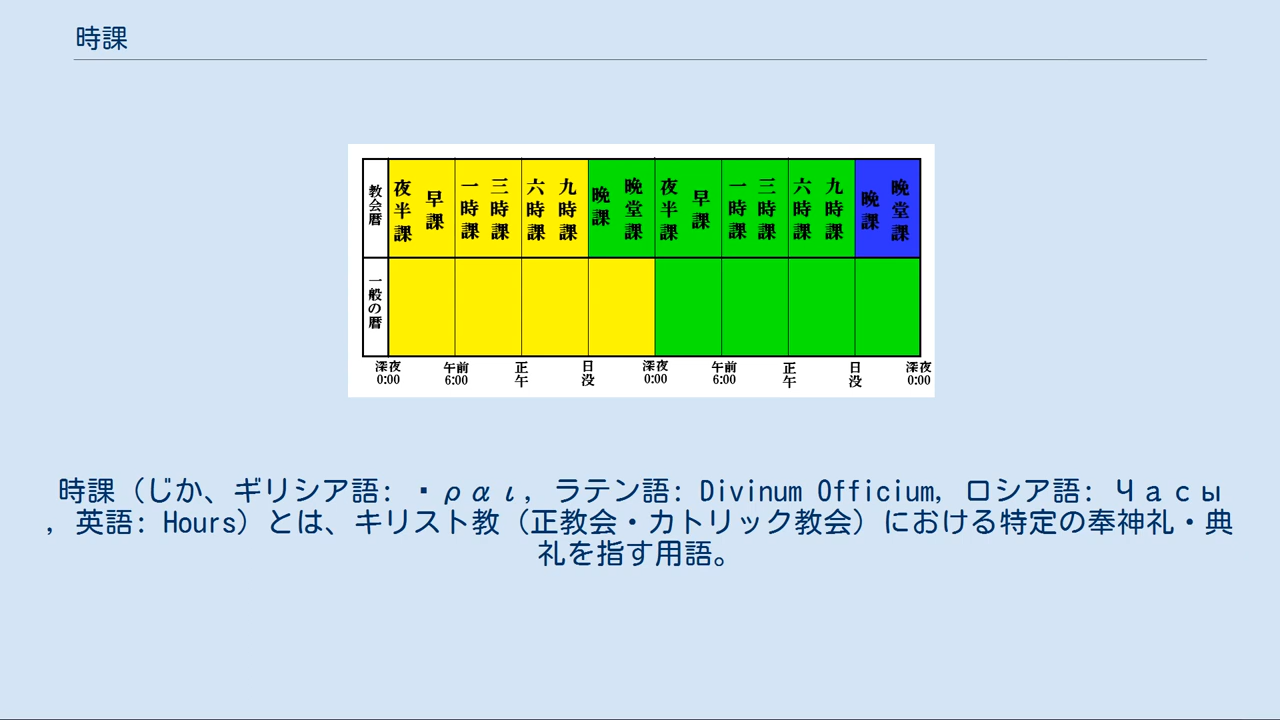 時課
教会暦 夜半課 早課 一時課 三時課 六時課 九時課 晩課 晩堂課 夜半課 早課 一時課 三時課 六時課 九時課 晩課 晩堂課
一般の暦
深夜 午前 正午 日没 深夜 午前 正午 日没 深夜
0:00 6:00 0:00 6:00 0:00
時課（じか、ギリシア語: ・ραι, ラテン語: Divinum Officium, ロシア語: Часы
, 英語: Hours）とは、キリスト教（正教会・カトリック教会）における特定の奉神礼・典
礼を指す用語。